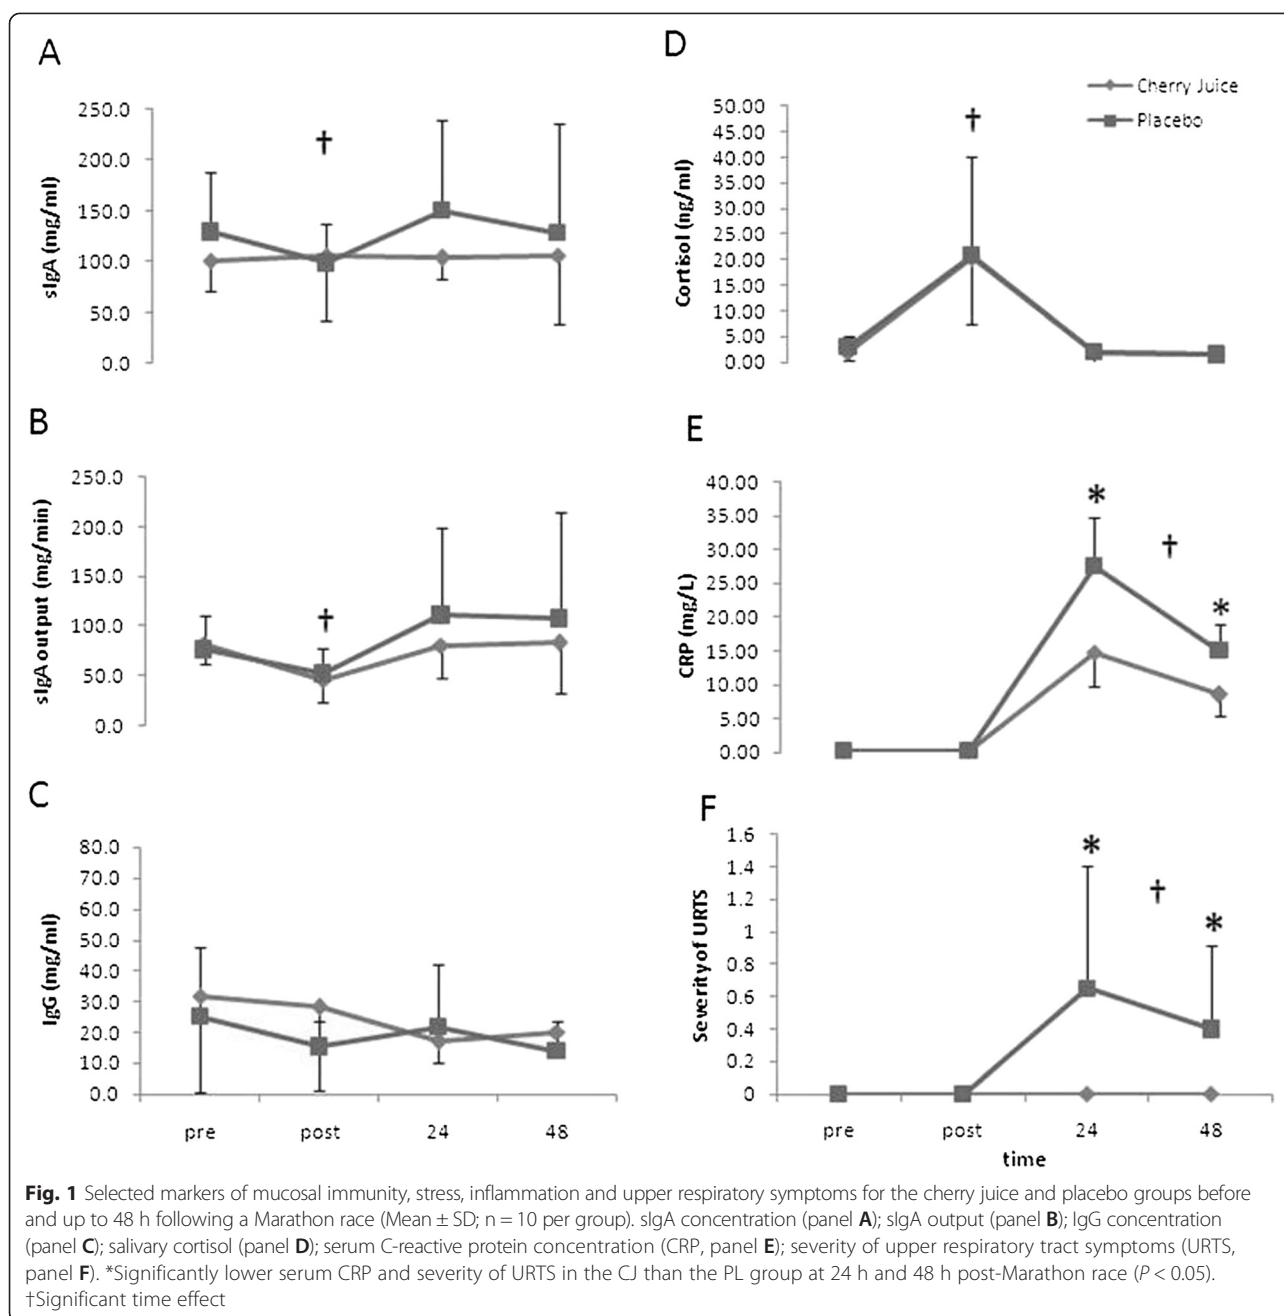 A
250.0
200.0
150.0
100.0
50.0
0.0
sIgA (mg/ml)
†
B
250.0
200.0
150.0
100.0
50.0
0.0
sIgA output (mg/min)
†
C
80.0
70.0
60.0
50.0
40.0
30.0
20.0
10.0
0.0
IgG (mg/ml)
pre post 24 48
D
Cherry Juice
Placebo
50.00
45.00
40.00
35.00
30.00
25.00
20.00
15.00
10.00
5.00
0.00
Cortisol (ng/ml)
†
E
40.00
35.00
30.00
25.00
20.00
15.00
10.00
5.00
0.00
CRP (mg/L)
*
†
*
F
1.6
1.4
1.2
1
0.8
0.6
0.4
0.2
0
Severity of URTS
*
†
*
pre post 24 48
time
Fig. 1 Selected markers of mucosal immunity, stress, inflammation and upper respiratory symptoms for the cherry juice and placebo groups before
and up to 48 h following a Marathon race (Mean ± SD; n = 10 per group). sIgA concentration (panel A); sIgA output (panel B); IgG concentration
(panel C); salivary cortisol (panel D); serum C-reactive protein concentration (CRP, panel E); severity of upper respiratory tract symptoms (URTS,
panel F). *Significantly lower serum CRP and severity of URTS in the CJ than the PL group at 24 h and 48 h post-Marathon race (P < 0.05).
†Significant time effect